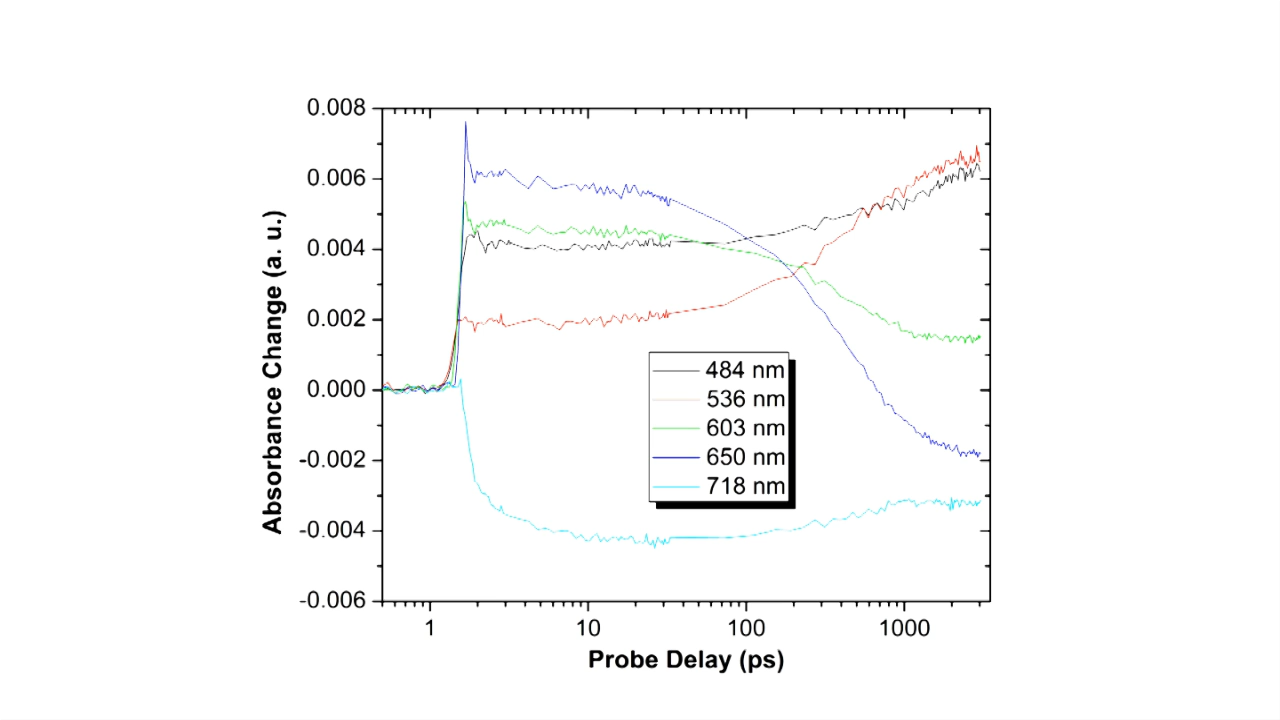 0.008
0.006
0.004
0.002
0.000
-0.002
-0.004
-0.006
Absorbance Change (a. u.)
484 nm
536 nm
603 nm
650 nm
718 nm
1 10 100 1000
Probe Delay (ps)